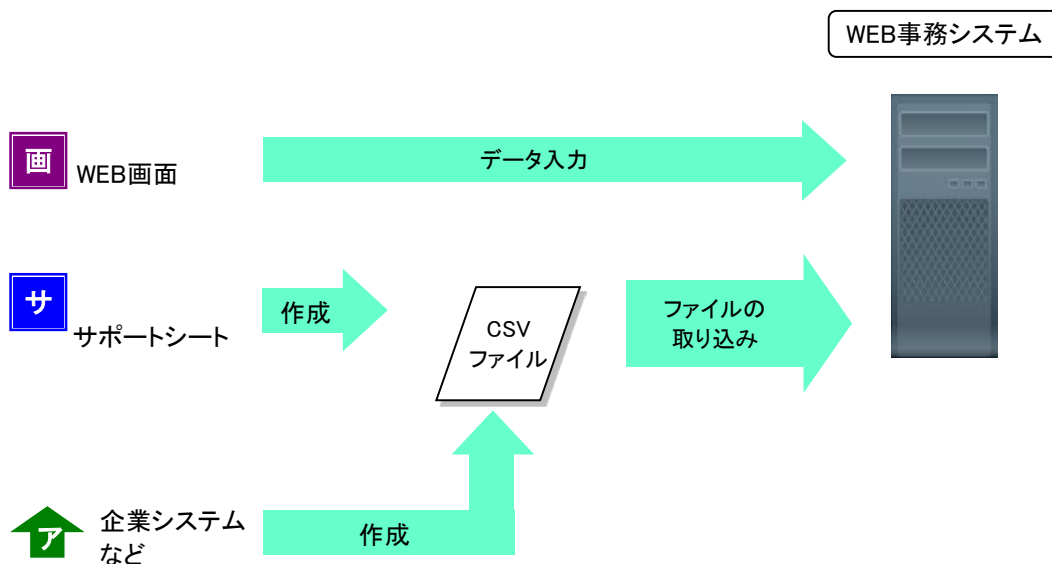 WEB事務システム
画
WEB画面
データ入力
サ
サポートシート
作成
CSV
ファイル
ファイルの
取り込み
ア
企業システム
など
作成